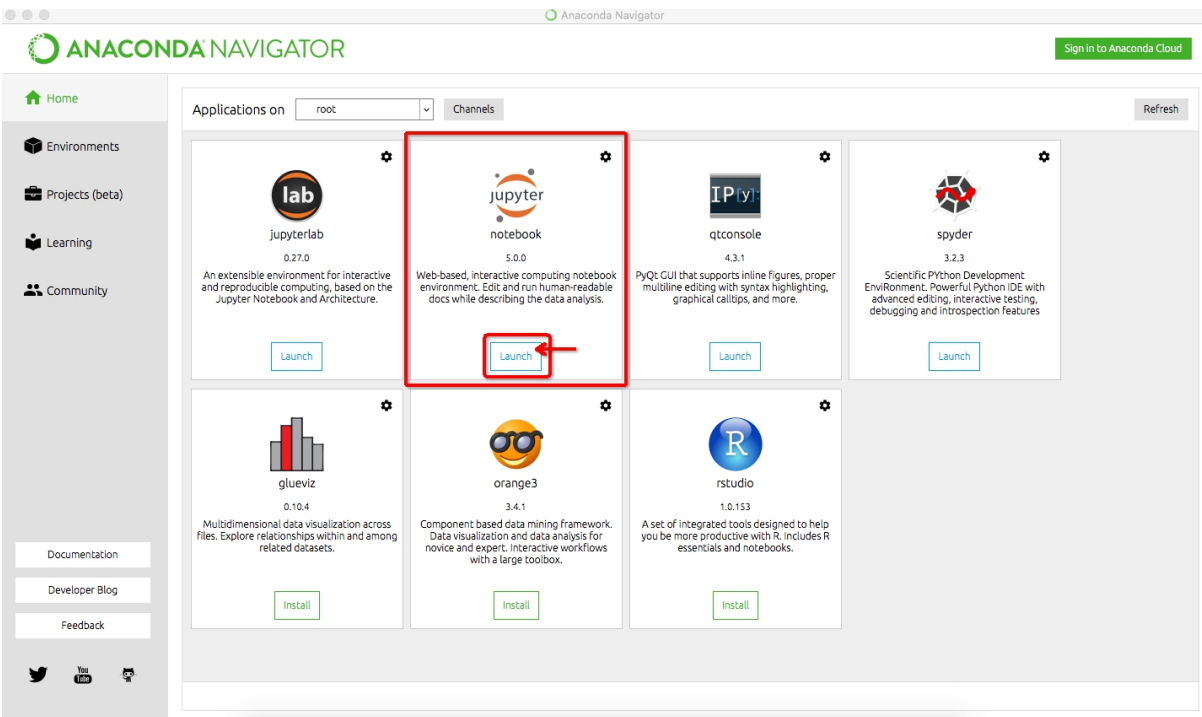 Anaconda Navigator
ANACONDA NAVIGATOR
Sign in to Anaconda Cloud
Home
Environments
Projects (beta)
Learning
Community
Documentation
Developer Blog
Feedback
You
Tube
Applications on
root
Channels
Refresh
lab
jupyterlab
0.27.0
An extensible environment for interactive
and reproducible computing, based on the
Jupyter Notebook and Architecture.
Launch
jupyter
notebook
5.0.0
Web-based, interactive computing notebook
environment. Edit and run human-readable
docs while describing the data analysis.
Launch
IP[y]:
qtconsole
4.3.1
PyQt GUI that supports inline figures, proper
multiline editing with syntax highlighting,
graphical calltips, and more.
Launch
spyder
3.2.3
Scientific PYthon Development
EnviRonment. Powerful Python IDE with
advanced editing, interactive testing,
debugging and introspection features
Launch
glueviz
0.10.4
Multidimensional data visualization across
files. Explore relationships within and among
related datasets.
Install
orange3
3.4.1
Component based data mining framework.
Data visualization and data analysis for
novice and expert. Interactive workflows
with a large toolbox.
Install
R
rstudio
1.0.153
A set of integrated tools designed to help
you be more productive with R. Includes R
essentials and notebooks.
Install